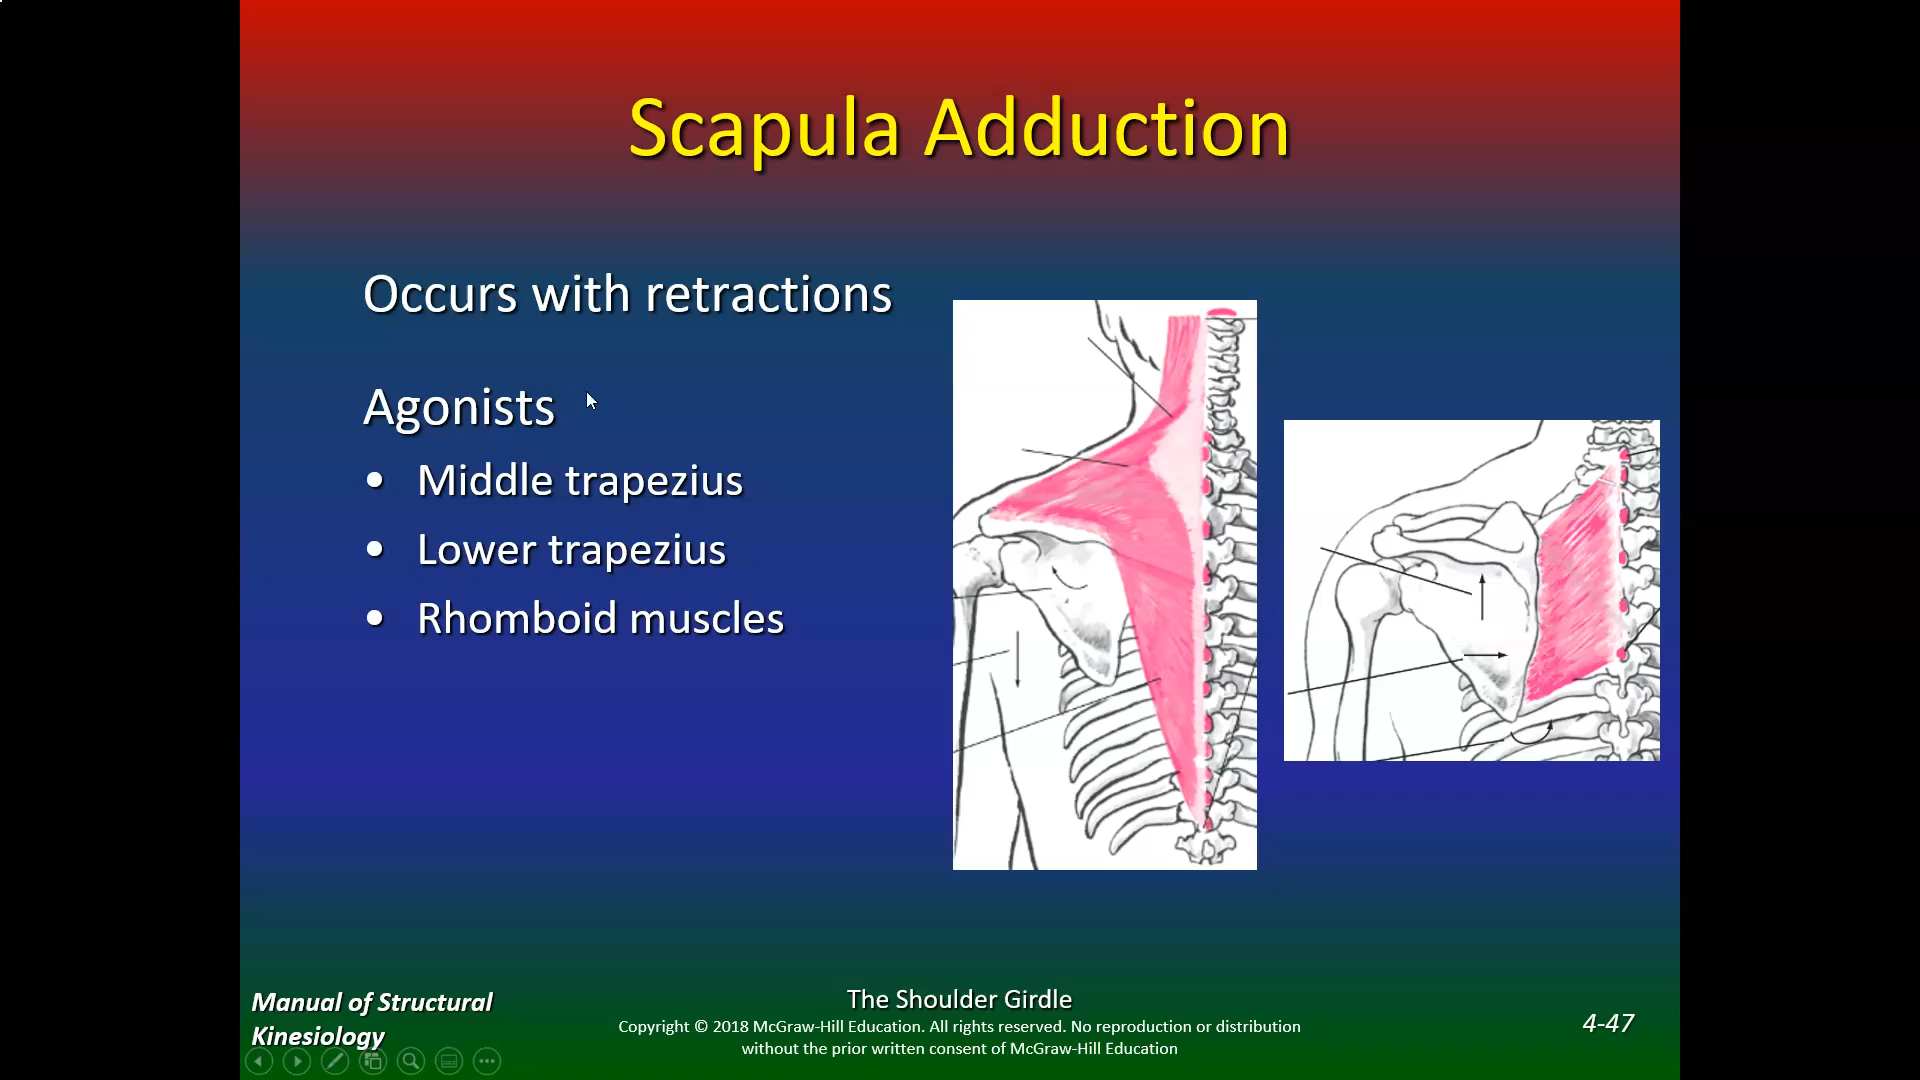 Scapula Adduction
Occurs with retractions
Agonists
• Middle trapezius
• Lower trapezius
• Rhomboid muscles
Manual of Structural
Kinesiology
The Shoulder Girdle
Copyright © 2018 McGraw-Hill Education. All rights reserved. No reproduction or distribution
without the prior written consent of McGraw-Hill Education
4-47